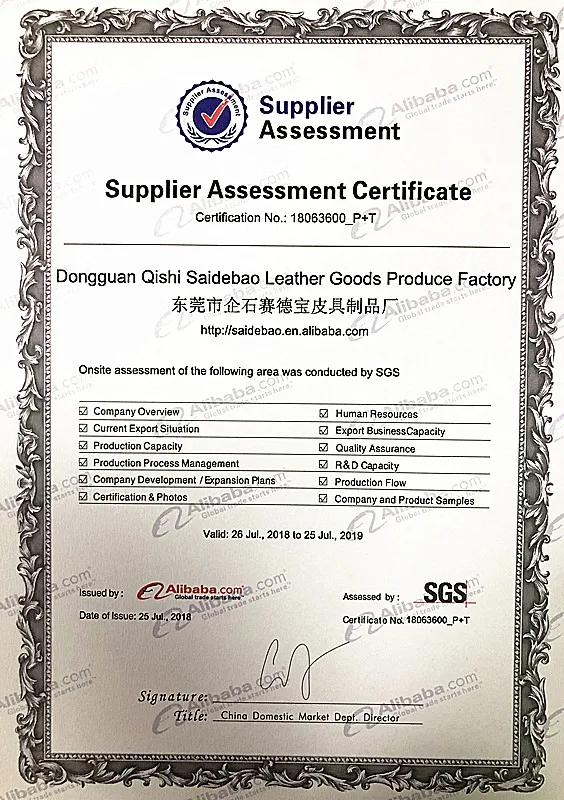 Supplier Assessment
Supplier
Assessment
Supplier Assessment Certificate
Certification No.: 18063600_P+T
Dongguan Qishi Saidebao Leather Goods Produce Factory
东莞市企石赛德宝皮具制品厂
http://saidebao.en.alibaba.com
Onsite assessment of the following area was conducted by SGS
☑ Company Overview
☑ Human Resources
☑ Current Export Situation
☑ Export BusinessCapacity
☑ Production Capacity
☑ Quality Assurance
☑ Production Process Management
☑ R&D Capacity
☑ Company Development / Expansion Plans
☑ Production Flow
☑ Certification & Photos
☑ Company and Product Samples
Valid: 26 Jul., 2018 to 25 Jul., 2019
Issued by: Alibaba.com
Global trade starts here.™
Assessed by: SGS
Date of Issue: 25 Jul., 2018
Certificate No. 18063600_P+T
Signature:
Title: China Domestic Market Dept. Director